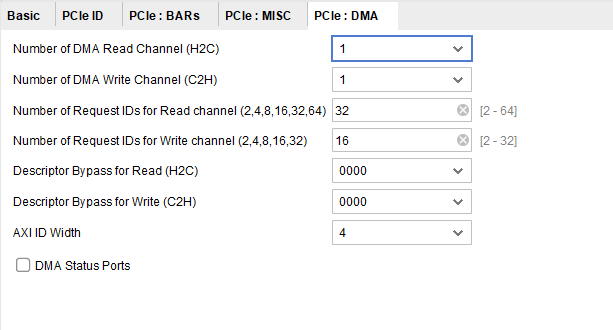 Basic PCIe ID PCIe : BARs PCIe : MISC PCIe : DMA
Number of DMA Read Channel (H2C) 1
Number of DMA Write Channel (C2H) 1
Number of Request IDs for Read channel (2,4,8,16,32,64) 32 [2 - 64]
Number of Request IDs for Write channel (2,4,8,16,32) 16 [2 - 32]
Descriptor Bypass for Read (H2C) 0000
Descriptor Bypass for Write (C2H) 0000
AXI ID Width 4
DMA Status Ports